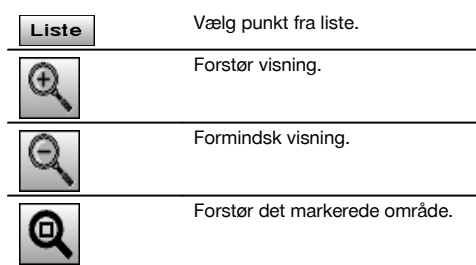 Liste Vælg punkt fra liste.
Forstør visning.
Formindsk visning.
Forstør det markerede område.